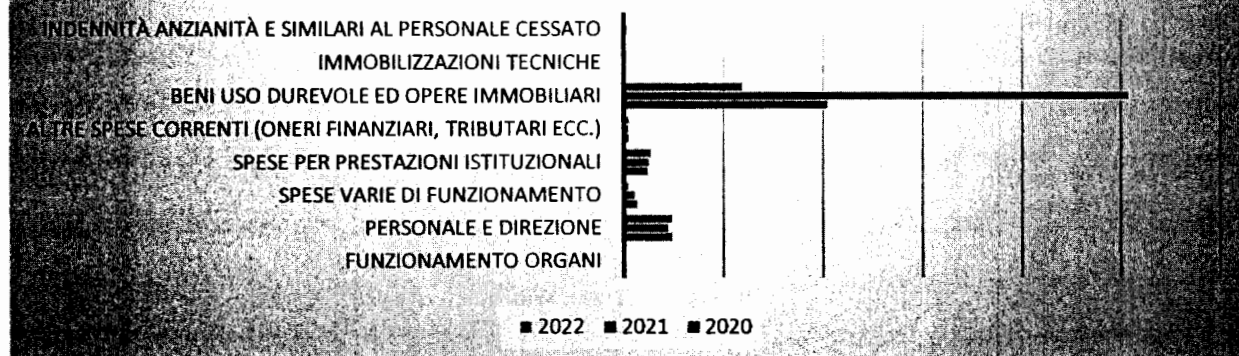 INDENNITÀ ANZIANITÀ E SIMILARI AL PERSONALE CESSATO
IMMOBILIZZAZIONI TECNICHE
BENI USO DUREVOLE ED OPERE IMMOBILIARI
ALTRE SPESE CORRENTI (ONERI FINANZIARI, TRIBUTARI ECC.)
SPESE PER PRESTAZIONI ISTITUZIONALI
SPESE VARIE DI FUNZIONAMENTO
PERSONALE E DIREZIONE
FUNZIONAMENTO ORGANI
2022 2021 2020